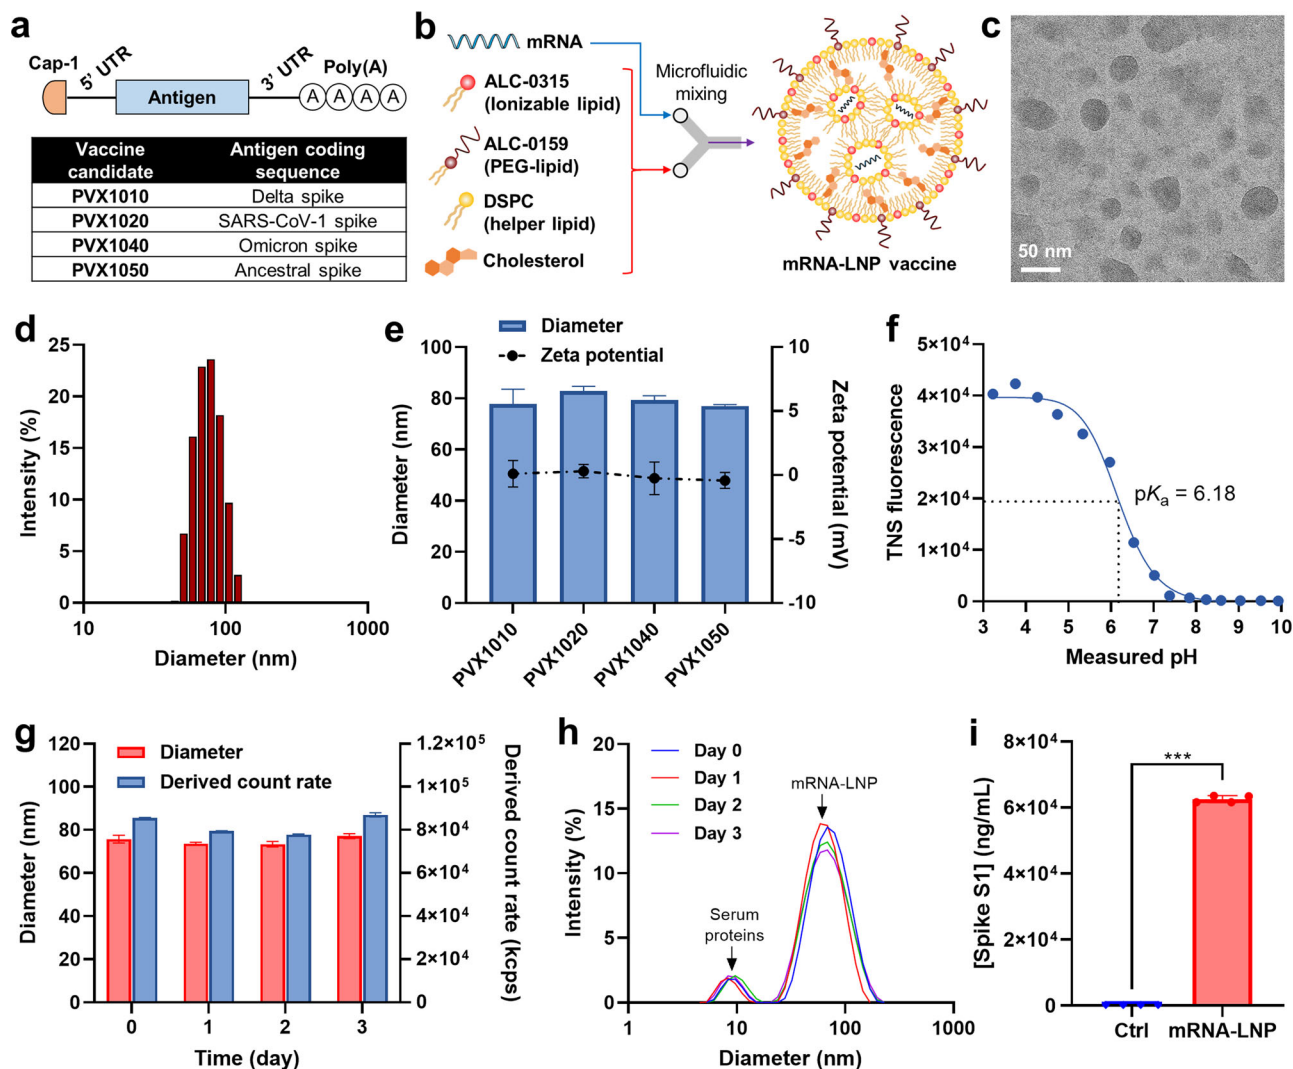 a
Cap-1
5' UTR
Antigen
3' UTR
Poly(A)
A A A A
Vaccine candidate
Antigen coding sequence
PVX1010 Delta spike
PVX1020 SARS-CoV-1 spike
PVX1040 Omicron spike
PVX1050 Ancestral spike
b
mRNA
ALC-0315
(Ionizable lipid)
ALC-0159
(PEG-lipid)
DSPC
(helper lipid)
Cholesterol
Microfluidic
mixing
mRNA-LNP vaccine
c
50 nm
d
Intensity (%)
25
20
15
10
5
0
10 100 1000
Diameter (nm)
e
Diameter
Zeta potential
Diameter (nm)
100
80
60
40
20
0
10
5
0
-5
-10
Zeta potential (mV)
PVX1010
PVX1020
PVX1040
PVX1050
f
TNS fluorescence
5×10⁴
4×10⁴
3×10⁴
2×10⁴
1×10⁴
0
pKa = 6.18
3 4 5 6 7 8 9 10
Measured pH
g
Diameter
Derived count rate
Diameter (nm)
120
100
80
60
40
20
0
1.2×10⁵
1×10⁵
8×10⁴
6×10⁴
4×10⁴
2×10⁴
0
Derived count rate (kcps)
0 1 2 3
Time (day)
h
Intensity (%)
20
15
10
5
0
Day 0
Day 1
Day 2
Day 3
mRNA-LNP
Serum
proteins
1 10 100 1000
Diameter (nm)
i
[Spike S1] (ng/mL)
8×10⁴
6×10⁴
4×10⁴
2×10⁴
0
***
Ctrl mRNA-LNP